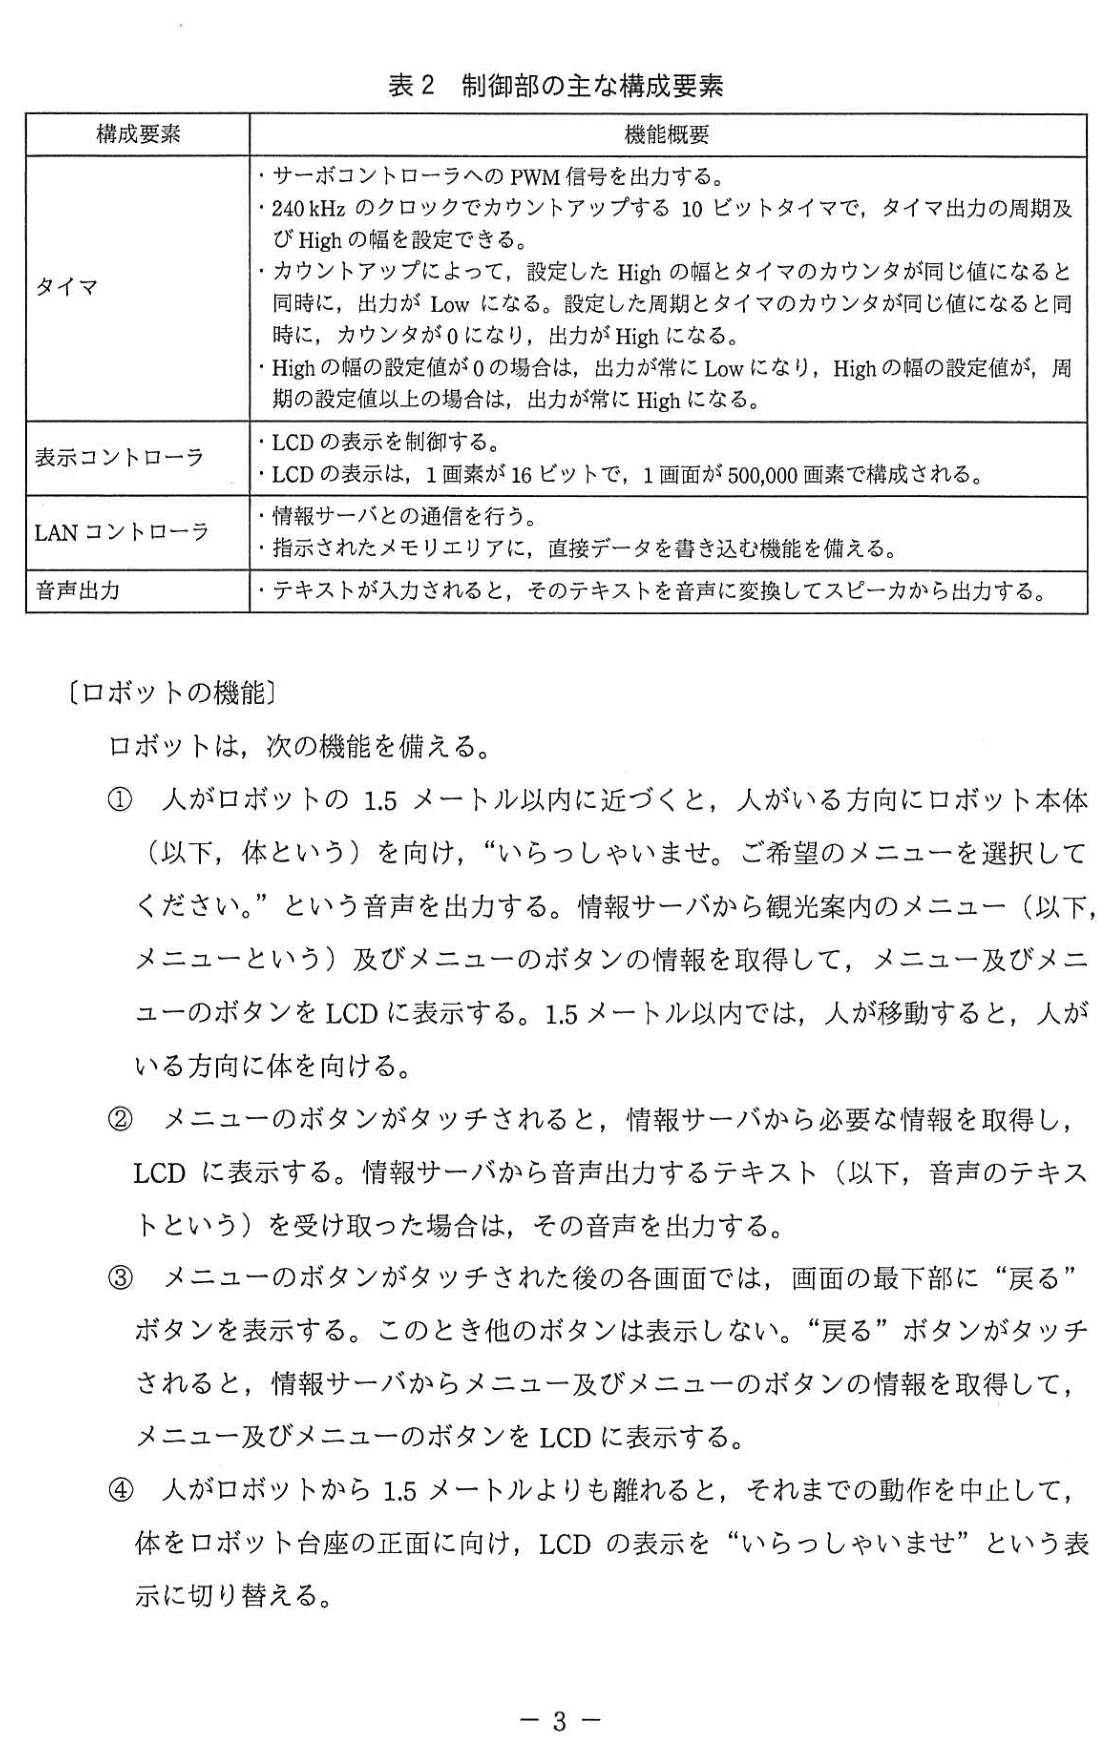 表2 制御部の主な構成要素
構成要素
機能概要
タイマ
・サーボコントローラへの PWM 信号を出力する。
・240 kHz のクロックでカウントアップする 10 ビットタイマで，タイマ出力の周期及
び High の幅を設定できる。
・カウントアップによって，設定した High の幅とタイマのカウンタが同じ値になると
同時に，出力が Low になる。設定した周期とタイマのカウンタが同じ値になると同
時に，カウンタが 0 になり，出力が High になる。
・High の幅の設定値が 0 の場合は，出力が常に Low になり，High の幅の設定値が，周
期の設定値以上の場合は，出力が常に High になる。
表示コントローラ
・LCD の表示を制御する。
・LCD の表示は，1 画素が 16 ビットで，1 画面が 500,000 画素で構成される。
LAN コントローラ
・情報サーバとの通信を行う。
・指示されたメモリエリアに，直接データを書き込む機能を備える。
音声出力
・テキストが入力されると，そのテキストを音声に変換してスピーカから出力する。
〔ロボットの機能〕
ロボットは，次の機能を備える。
① 人がロボットの 1.5 メートル以内に近づくと，人がいる方向にロボット本体
（以下，体という）を向け，“いらっしゃいませ。ご希望のメニューを選択して
ください。” という音声を出力する。情報サーバから観光案内のメニュー（以下，
メニューという）及びメニューのボタンの情報を取得して，メニュー及びメニ
ューのボタンを LCD に表示する。1.5 メートル以内では，人が移動すると，人が
いる方向に体を向ける。
② メニューのボタンがタッチされると，情報サーバから必要な情報を取得し，
LCD に表示する。情報サーバから音声出力するテキスト（以下，音声のテキス
トという）を受け取った場合は，その音声を出力する。
③ メニューのボタンがタッチされた後の各画面では，画面の最下部に “戻る”
ボタンを表示する。このとき他のボタンは表示しない。“戻る” ボタンがタッチ
されると，情報サーバからメニュー及びメニューのボタンの情報を取得して，
メニュー及びメニューのボタンを LCD に表示する。
④ 人がロボットから 1.5 メートルよりも離れると，それまでの動作を中止して，
体をロボット台座の正面に向け，LCD の表示を “いらっしゃいませ” という表
示に切り替える。
－ 3 －